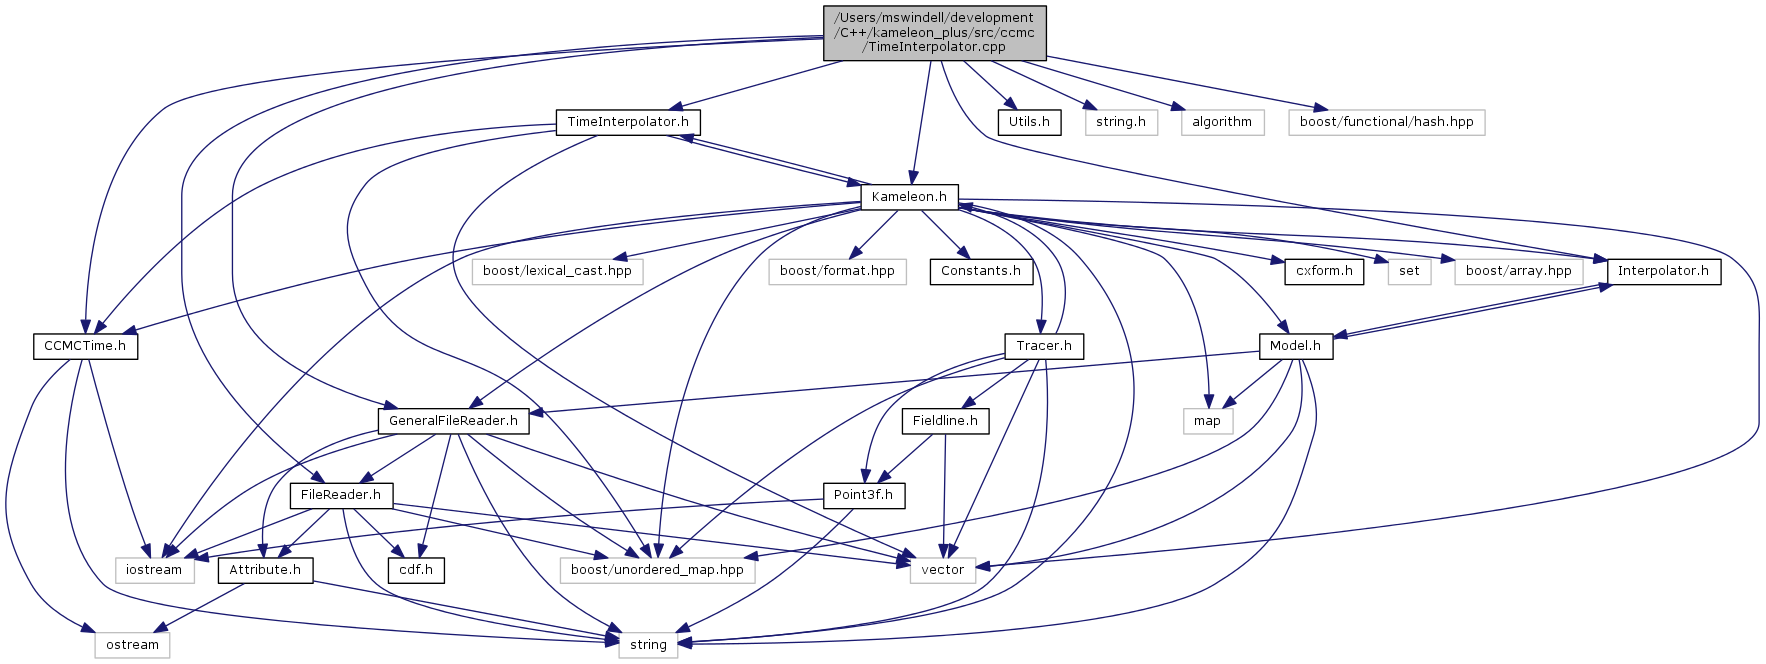 /Users/mswindell/development
/C++/kameleon_plus/src/ccmc
/TimeInterpolator.cpp
TimeInterpolator.h
Utils.h
string.h
algorithm
boost/functional/hash.hpp
Kameleon.h
boost/lexical_cast.hpp
boost/format.hpp
Constants.h
cxform.h
set
boost/array.hpp
Interpolator.h
CCMCTime.h
Tracer.h
Model.h
GeneralFileReader.h
Fieldline.h
map
FileReader.h
Point3f.h
iostream
Attribute.h
cdf.h
boost/unordered_map.hpp
vector
ostream
string